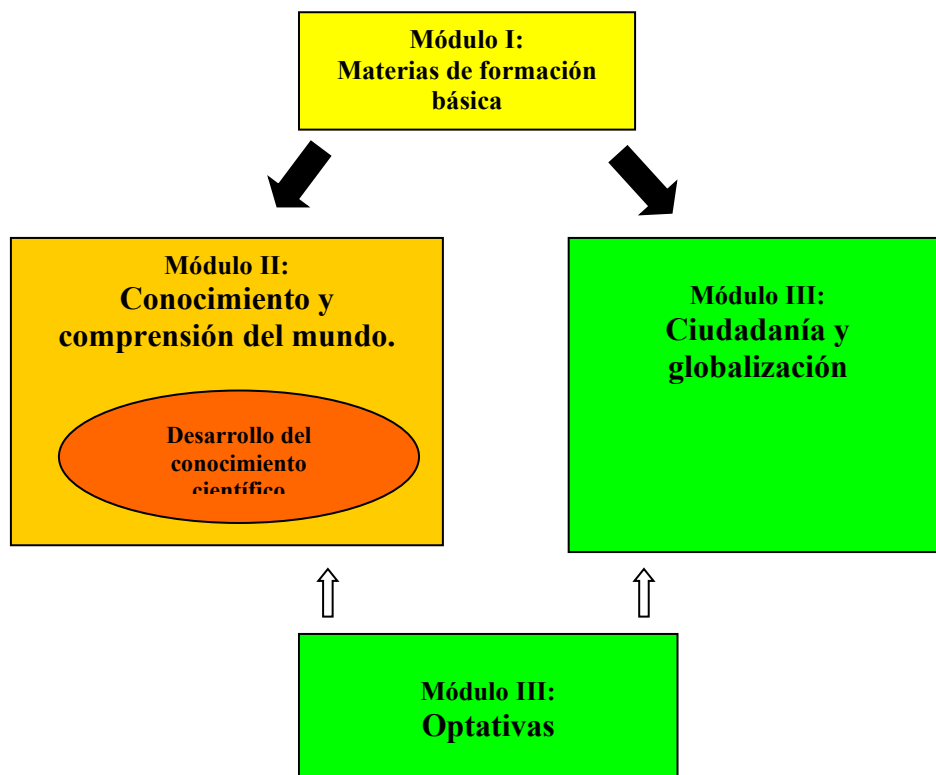 Módulo I:
Materias de formación
básica
Módulo II:
Conocimiento y
comprensión del mundo.
Desarrollo del
conocimiento
científico
Módulo III:
Ciudadanía y
globalización
Módulo III:
Optativas